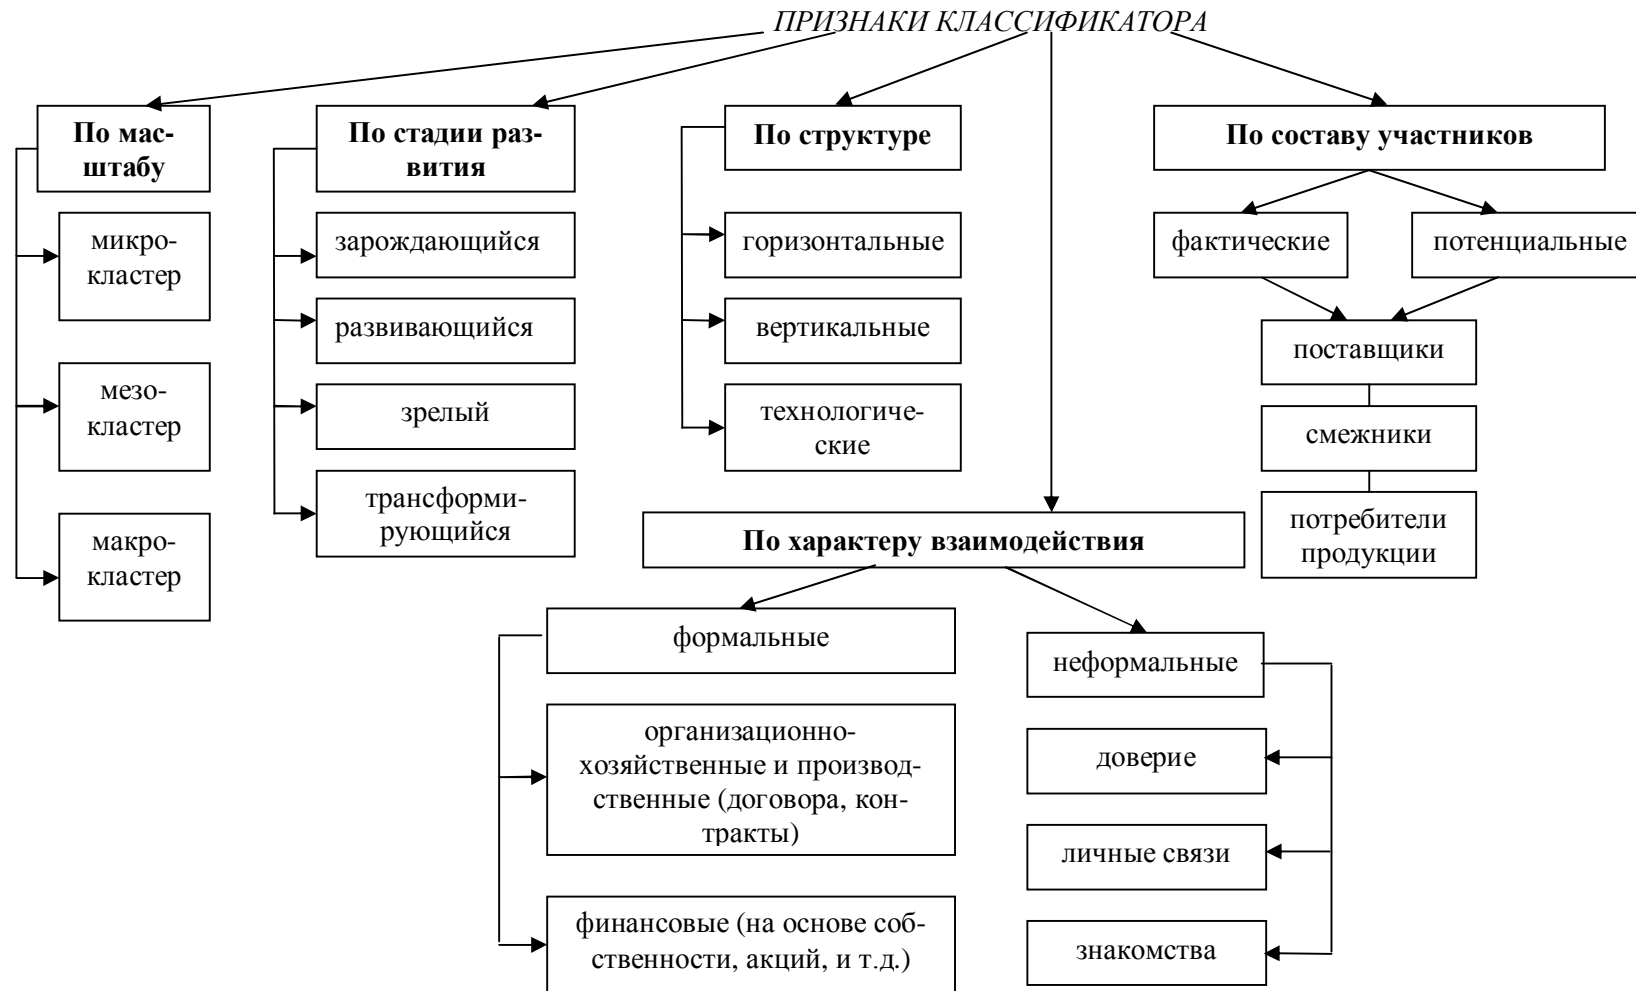 ПРИЗНАКИ КЛАССИФИКАТОРА
По мас-
штабу
микро-
кластер
мезо-
кластер
макро-
кластер
По стадии раз-
вития
зарождающийся
развивающийся
зрелый
трансформи-
рующийся
По структуре
горизонтальные
вертикальные
технологиче-
ские
По составу участников
фактические
потенциальные
поставщики
смежники
потребители
продукции
По характеру взаимодействия
формальные
организационно-
хозяйственные и производ-
ственные (договора, кон-
тракты)
финансовые (на основе соб-
ственности, акций, и т.д.)
неформальные
доверие
личные связи
знакомства